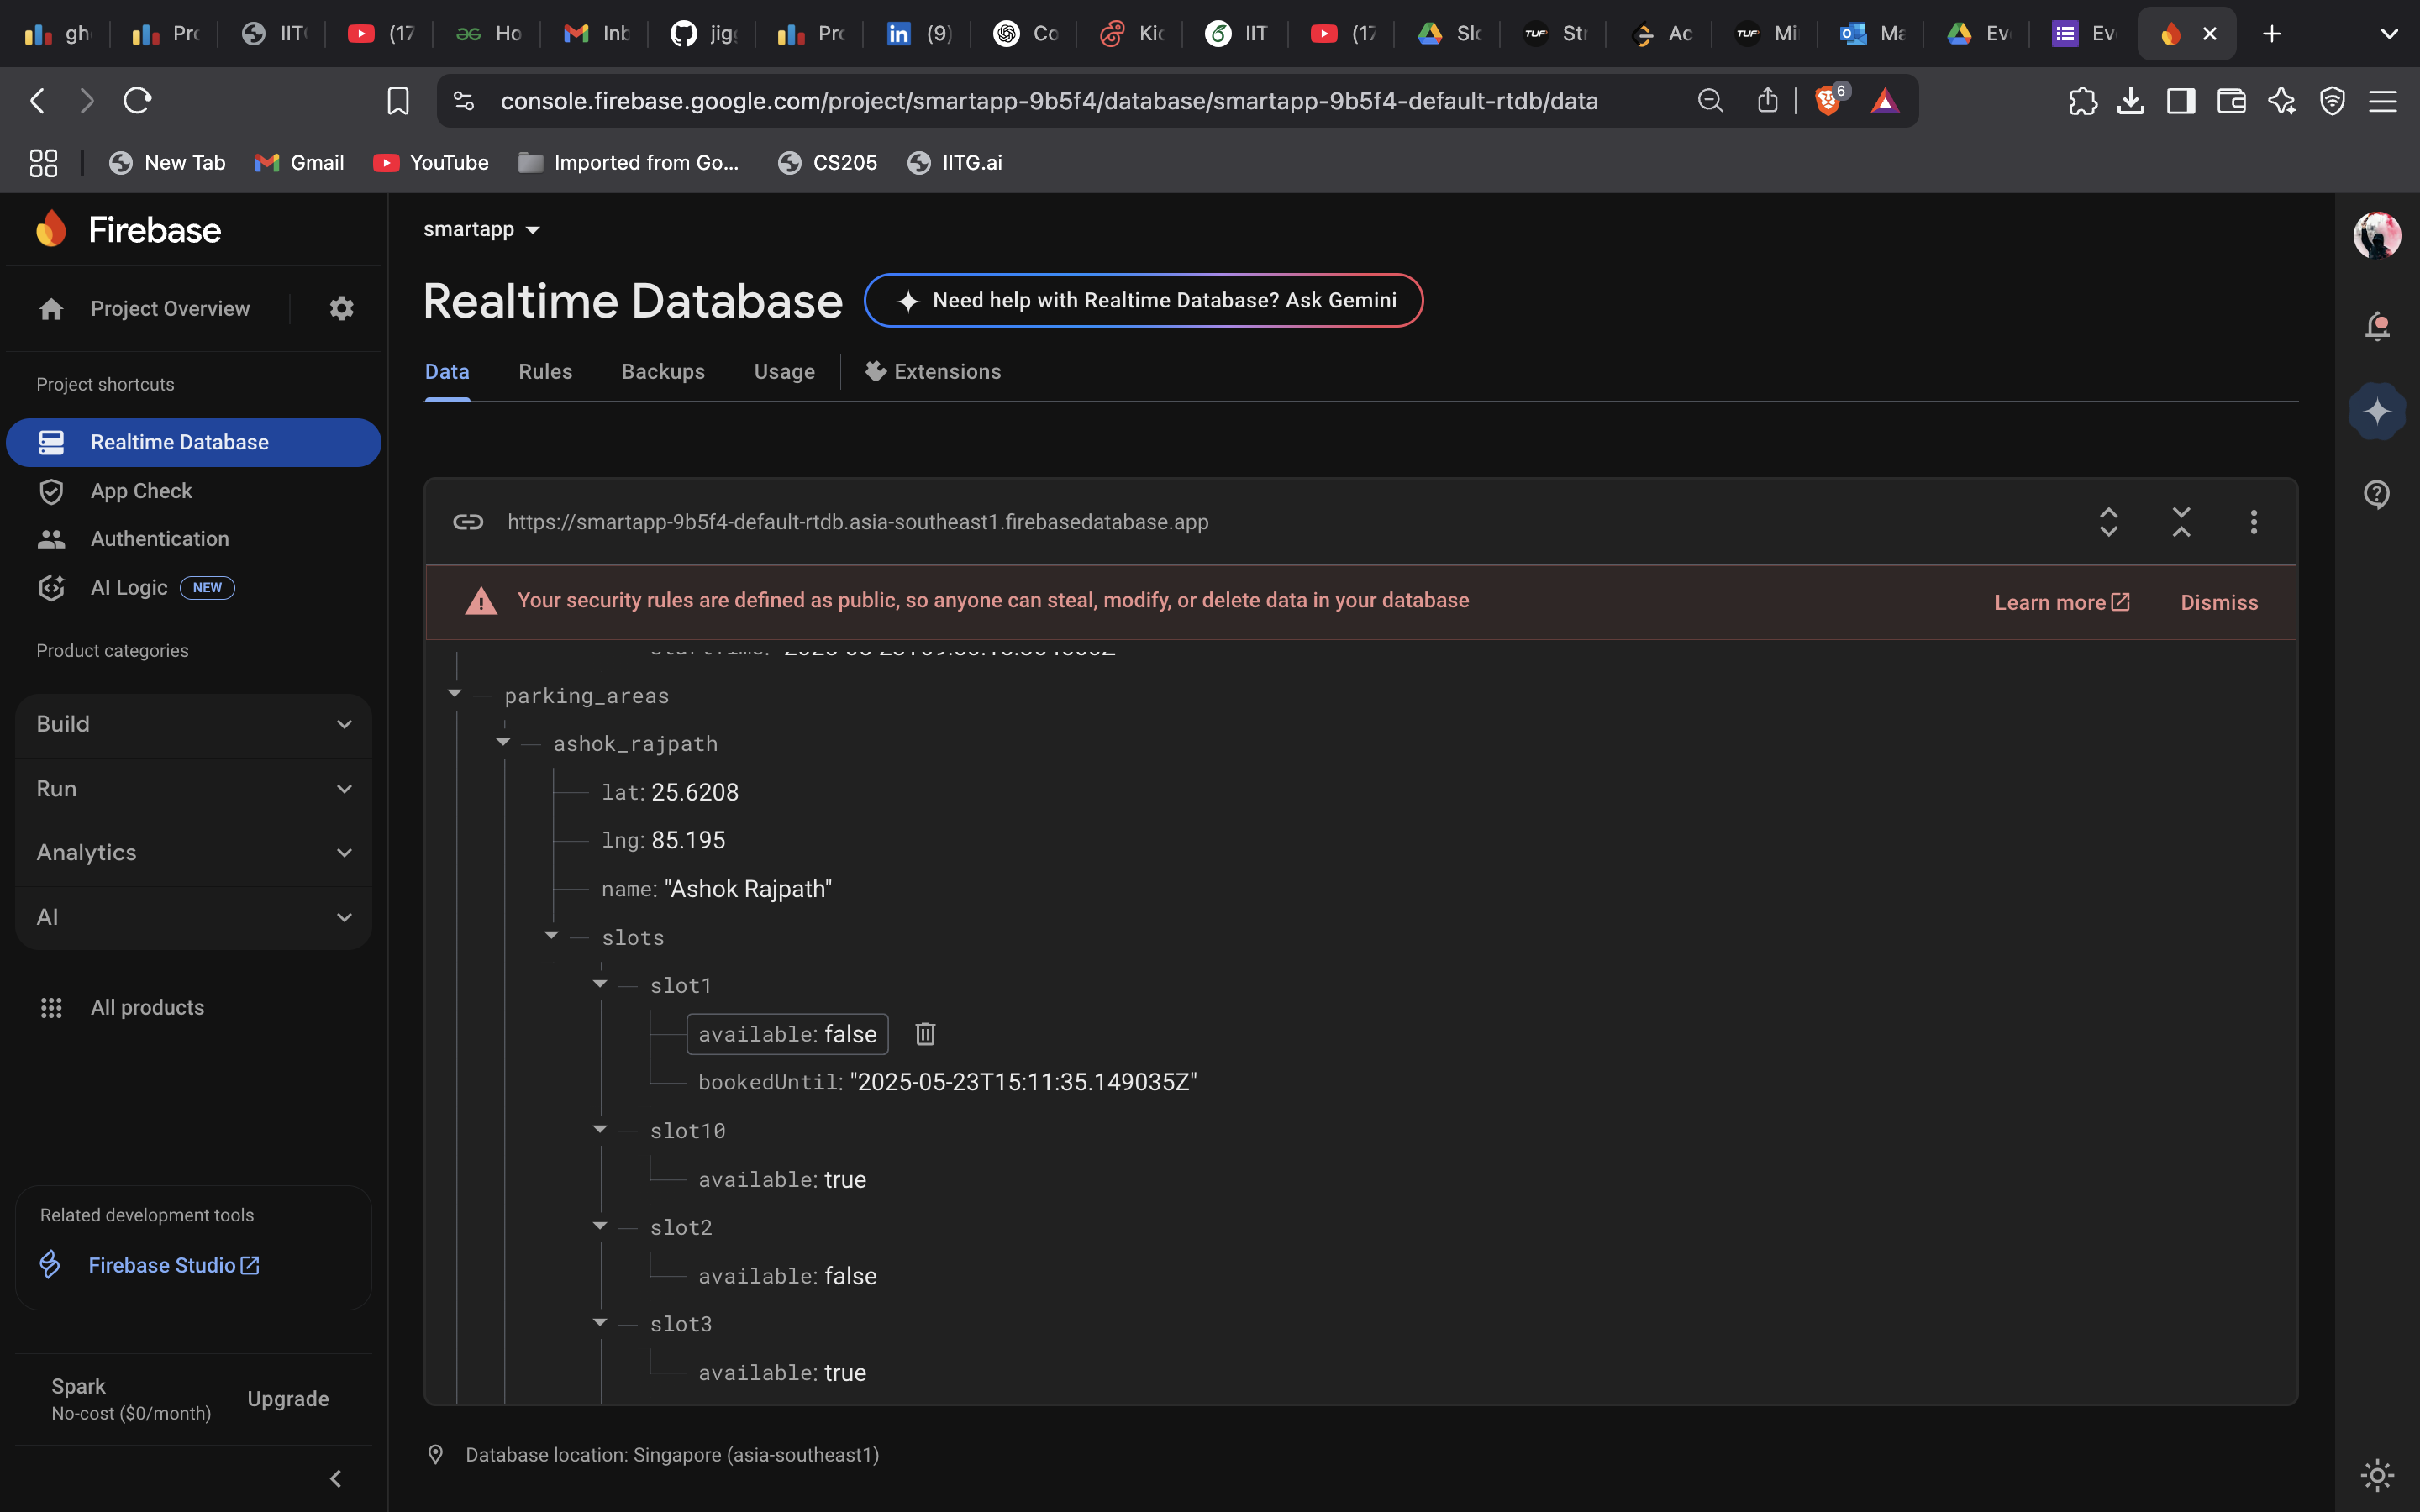 gh
Pro
IIT
(17
Ho
Inb
jig
Pro
(9)
Co
Kic
IIT
(17
Slo
TUF
Str
Ac
TUF
Mi
Ma
Ev
Ev
console.firebase.google.com/project/smartapp-9b5f4/database/smartapp-9b5f4-default-rtdb/data
6
New Tab
Gmail
YouTube
Imported from Go...
CS205
IITG.ai
Firebase
Project Overview
Project shortcuts
Realtime Database
App Check
Authentication
AI Logic NEW
Product categories
Build
Run
Analytics
AI
All products
Related development tools
Firebase Studio
Spark
No-cost ($0/month)
Upgrade
smartapp
Realtime Database
Need help with Realtime Database? Ask Gemini
Data
Rules
Backups
Usage
Extensions
https://smartapp-9b5f4-default-rtdb.asia-southeast1.firebasedatabase.app
Your security rules are defined as public, so anyone can steal, modify, or delete data in your database
Learn more
Dismiss
parking_areas
ashok_rajpath
lat: 25.6208
lng: 85.195
name: "Ashok Rajpath"
slots
slot1
available: false
bookedUntil: "2025-05-23T15:11:35.149035Z"
slot10
available: true
slot2
available: false
slot3
available: true
Database location: Singapore (asia-southeast1)